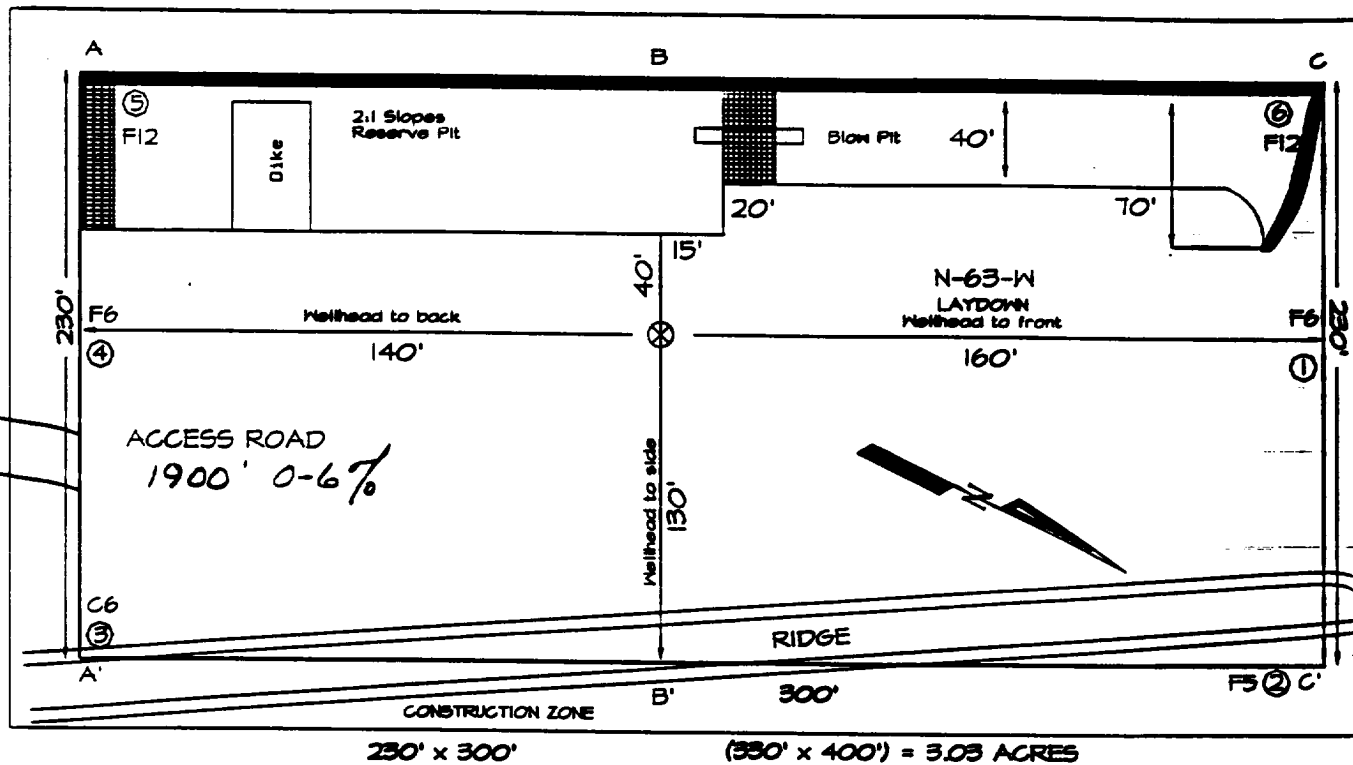 A
B
C
⑤
F12
Dike
2:1 Slopes
Reserve Pit
Blow Pit
40'
⑥
F12
20'
70'
15'
40'
N-63-W
LAYDOWN
Wellhead to front
160'
230'
F6
④
Wellhead to back
140'
F6
①
230'
ACCESS ROAD
1900' 0-6%
Wellhead to side
130'
N
C6
③
A'
RIDGE
B'
300'
F5 ② C'
CONSTRUCTION ZONE
230' x 300'
(330' x 400') = 3.03 ACRES